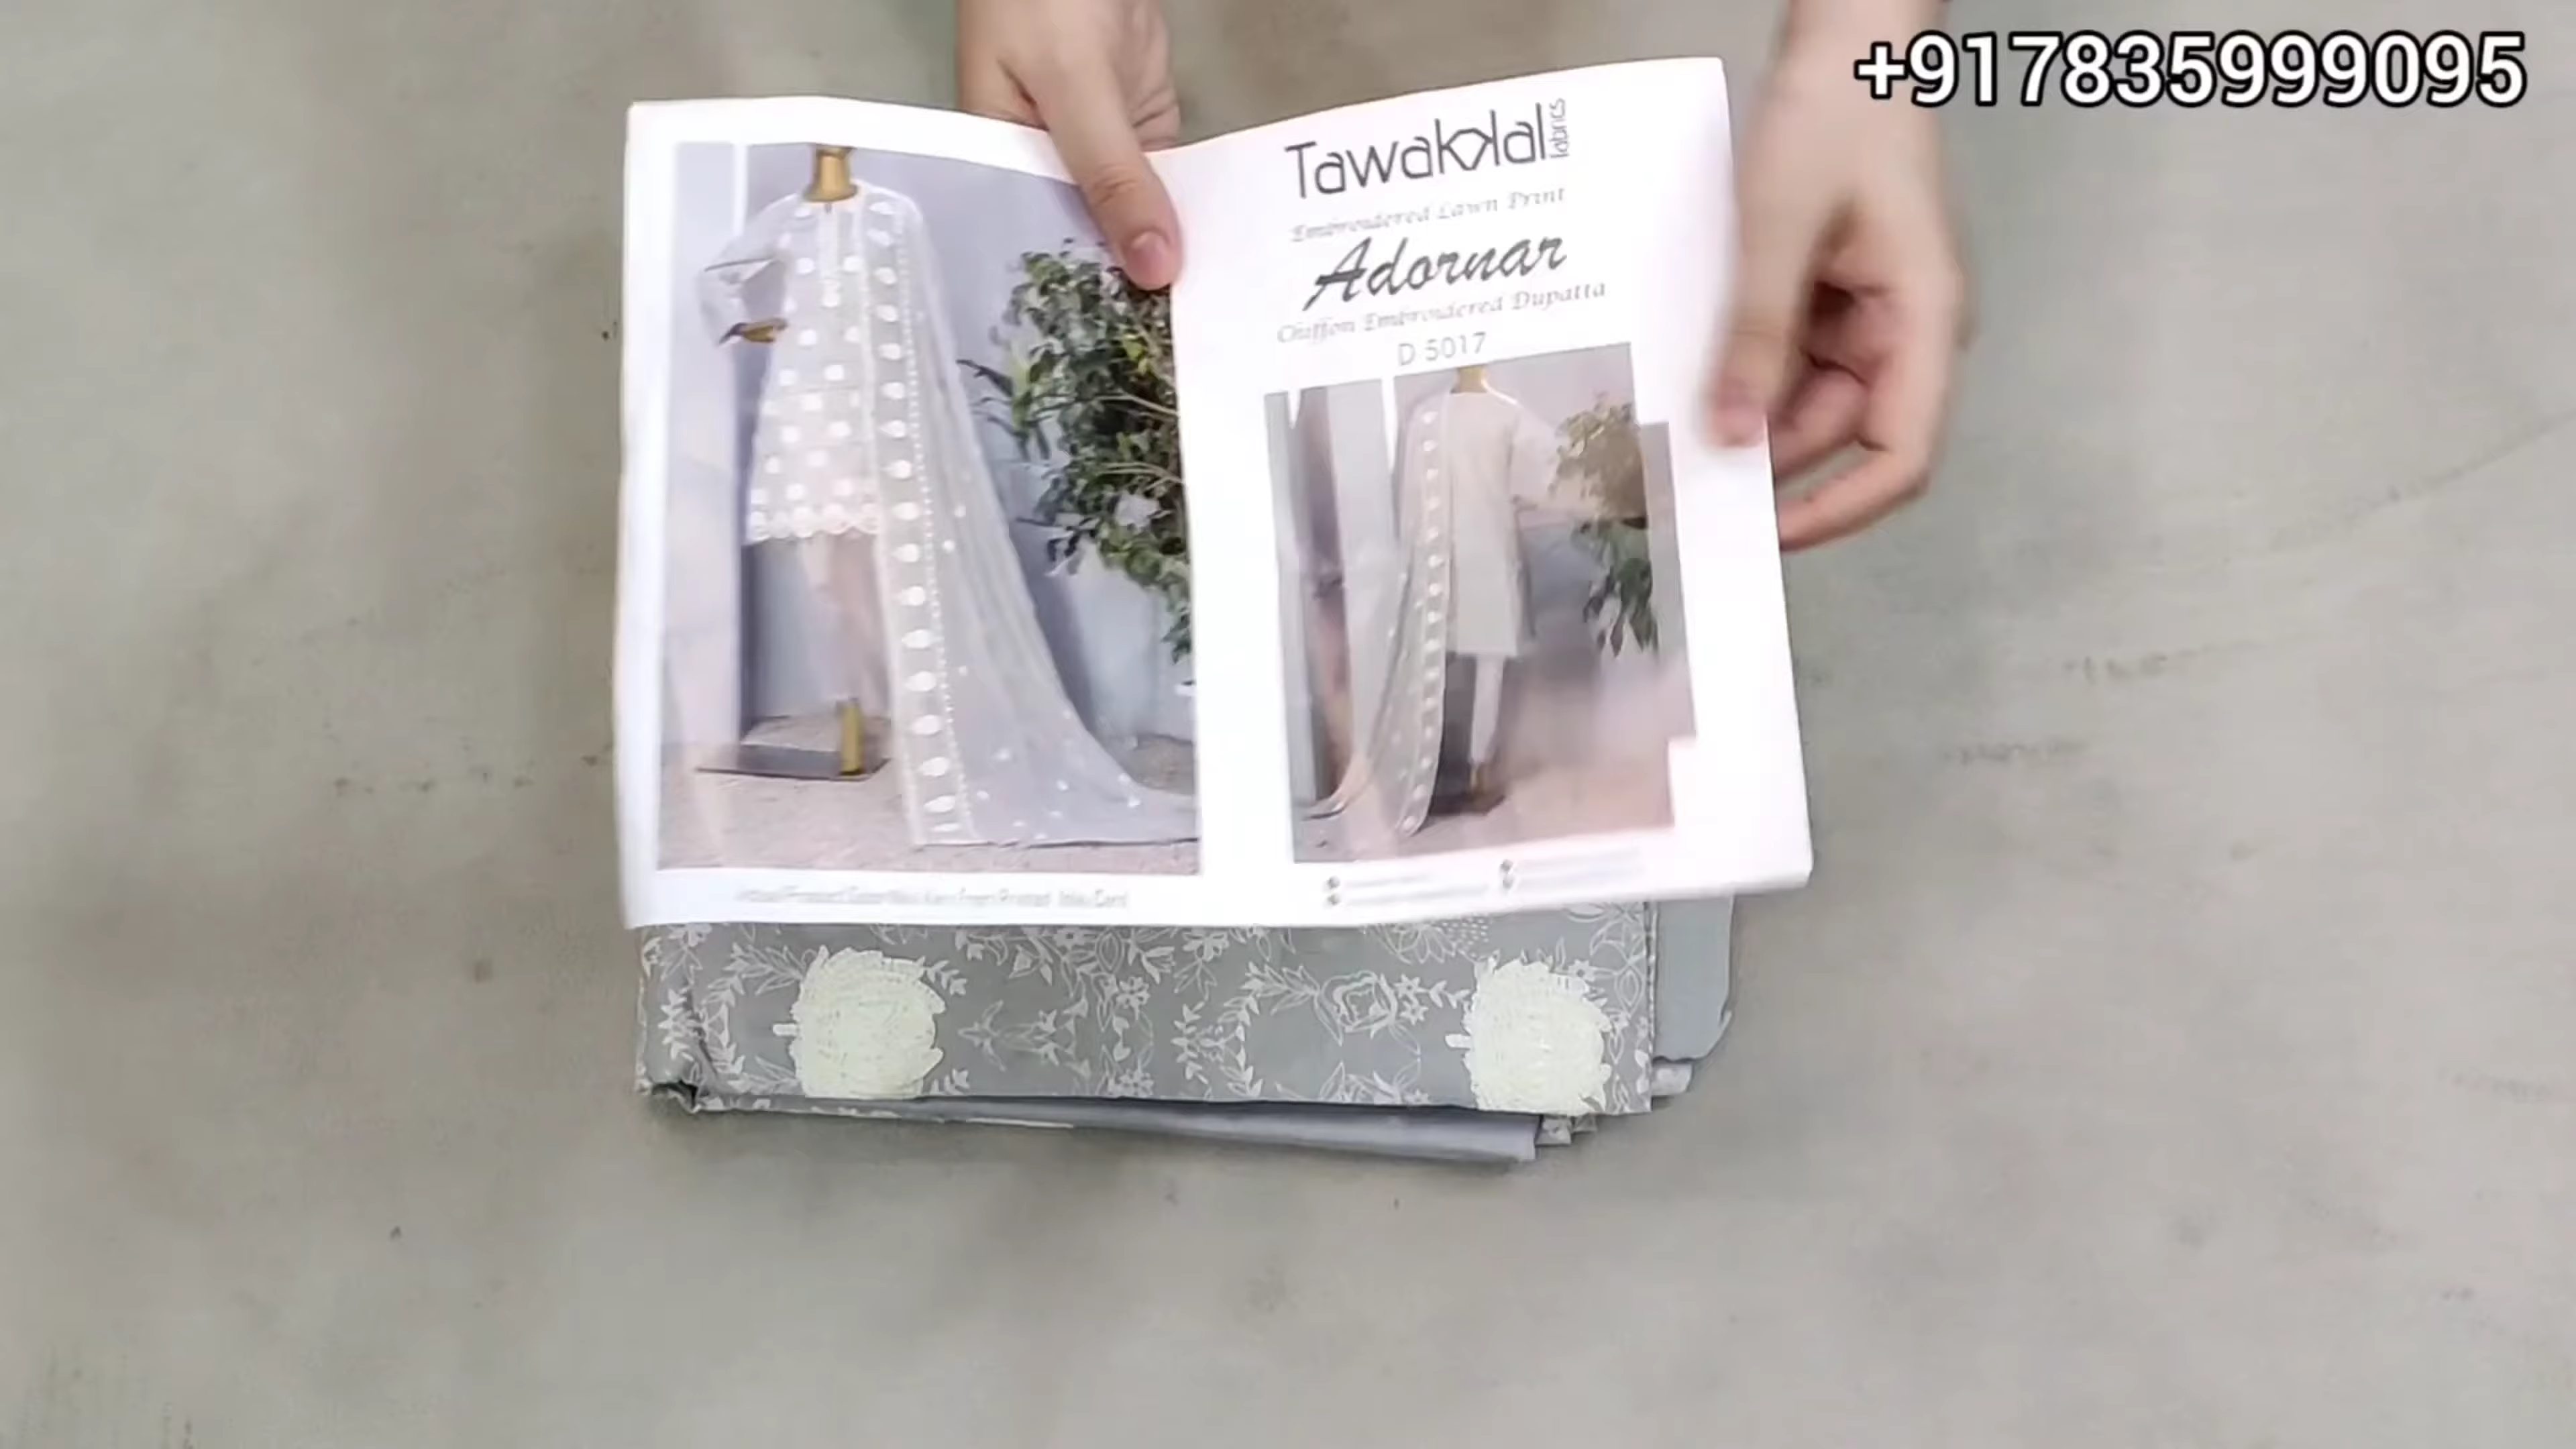 +917835999095
Tawakkal fabrics
Embroidered Lawn Print
Adornar
Chiffon Embroidered Dupatta
D 5017